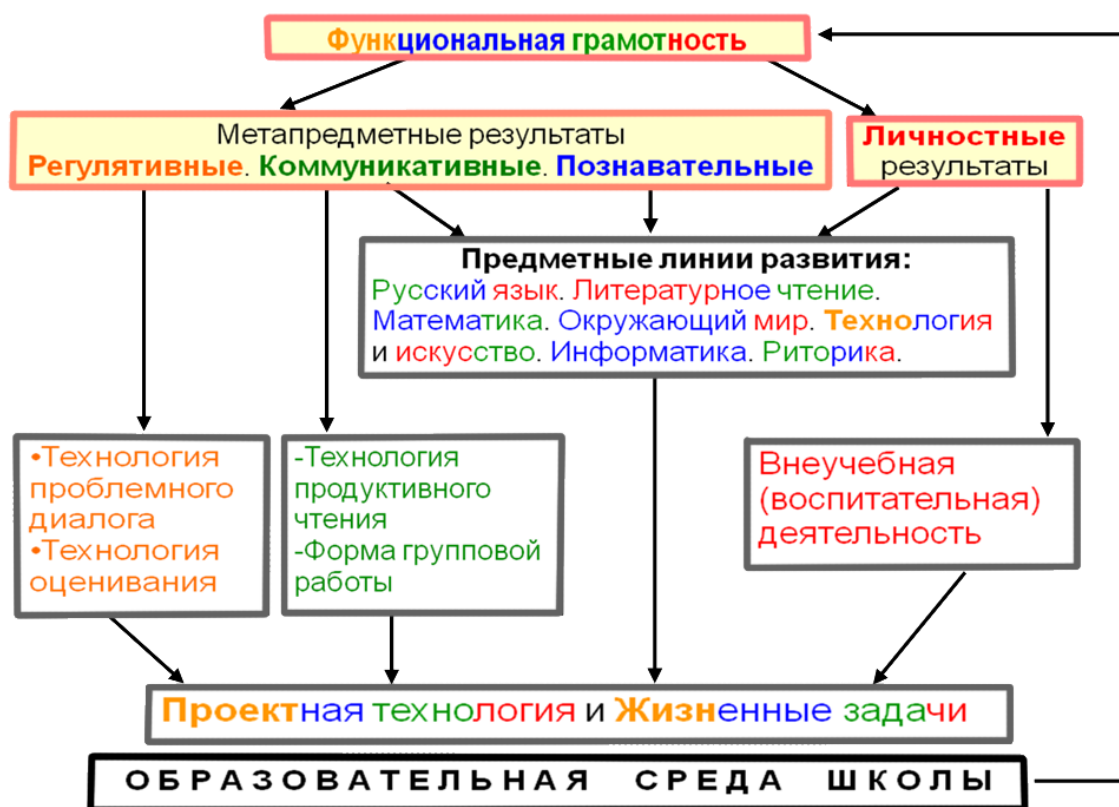 Функциональная грамотность
Метапредметные результаты
Регулятивные. Коммуникативные. Познавательные
Личностные
результаты
Предметные линии развития:
Русский язык. Литературное чтение.
Математика. Окружающий мир. Технология
и искусство. Информатика. Риторика.
•Технология
проблемного
диалога
•Технология
оценивания
-Технология
продуктивного
чтения
-Форма групповой
работы
Внеучебная
(воспитательная)
деятельность
Проектная технология и Жизненные задачи
ОБРАЗОВАТЕЛЬНАЯ СРЕДА ШКОЛЫ